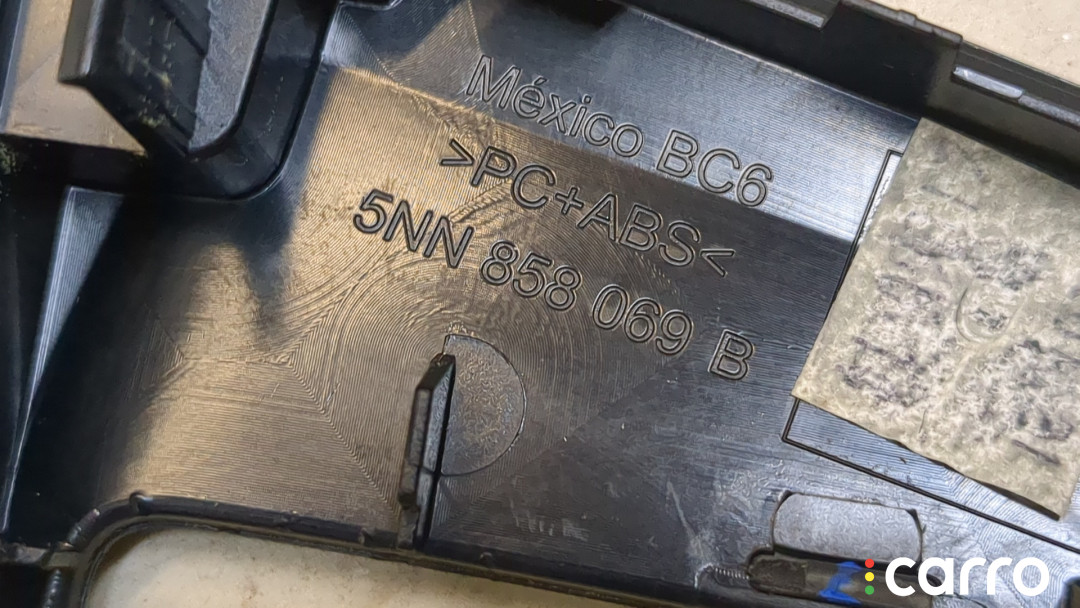 México BC6
>PC+ABS<
5NN 858 069 B
carro